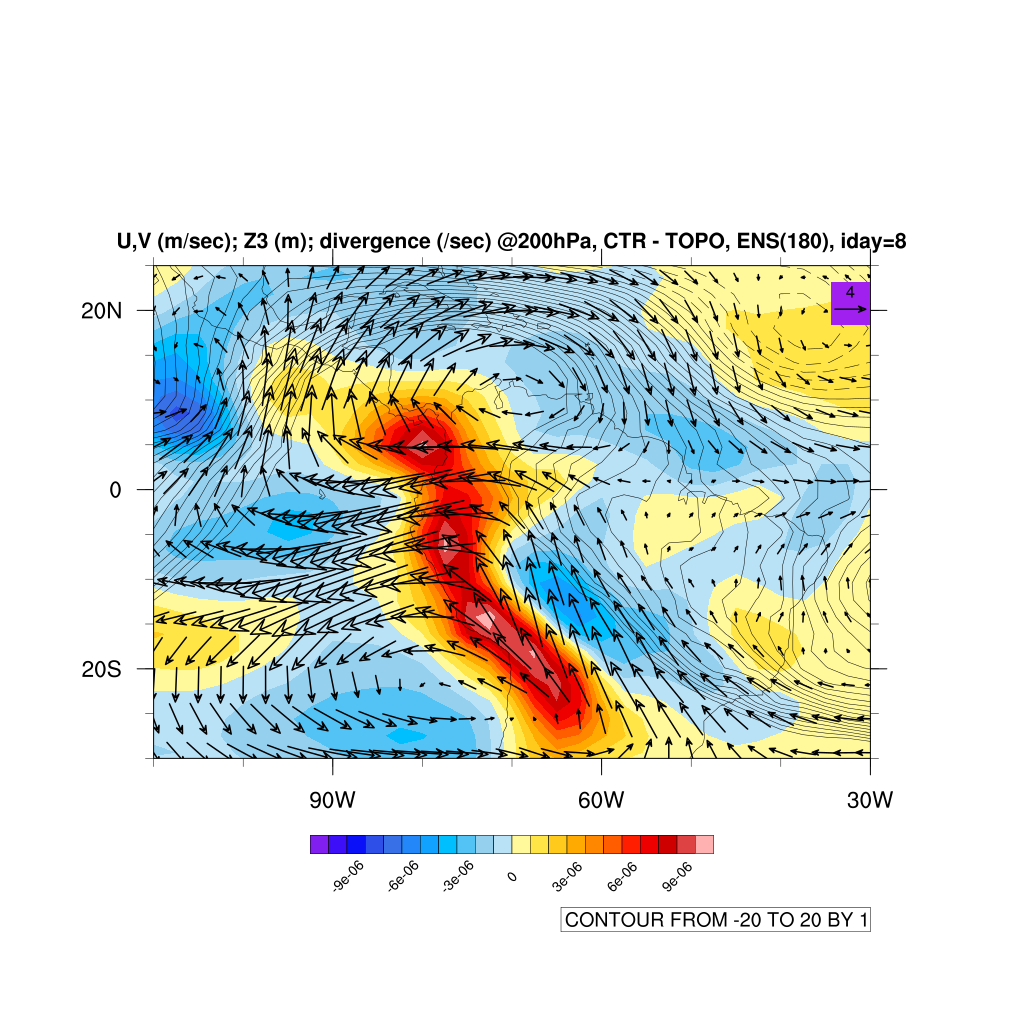 U,V (m/sec); Z3 (m); divergence (/sec) @200hPa, CTR - TOPO, ENS(180), iday=8
4
20N
0
20S
90W
60W
30W
-9e-06
-6e-06
-3e-06
0
3e-06
6e-06
9e-06
CONTOUR FROM -20 TO 20 BY 1